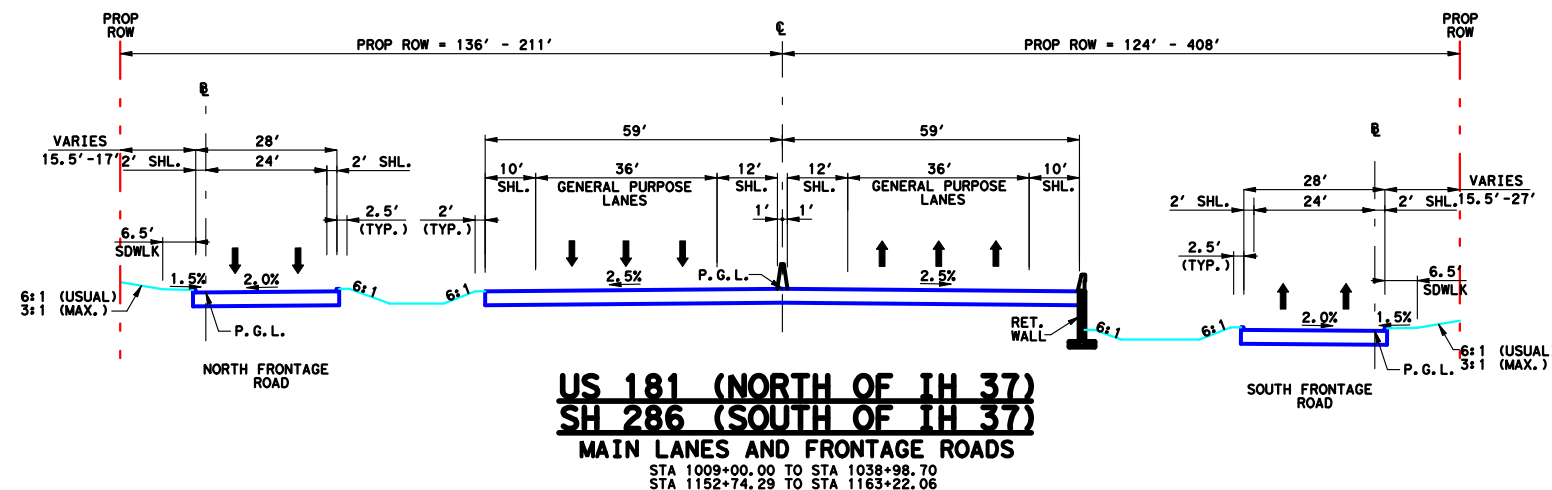 PROP
ROW
℄
PROP
ROW
PROP ROW = 136' - 211'
PROP ROW = 124' - 408'
VARIES
15.5'-17'
28'
2' SHL.
24'
2' SHL.
59'
59'
10'
SHL.
36'
GENERAL PURPOSE
LANES
12'
SHL.
12'
SHL.
36'
GENERAL PURPOSE
LANES
10'
SHL.
1'
28'
2' SHL.
24'
2' SHL.
VARIES
15.5'-27'
2.5'
(TYP.)
2'
(TYP.)
6.5'
SDWLK
2.5'
(TYP.)
6.5'
SDWLK
1.5%
2.0%
6:1
6:1
2.5%
P.G.L.
2.5%
6:1 (USUAL)
3:1 (MAX.)
P.G.L.
RET.
WALL
6:1
6:1
2.0%
1.5%
P.G.L.
6:1 (USUAL
3:1 (MAX.)
NORTH FRONTAGE
ROAD
SOUTH FRONTAGE
ROAD
US 181 (NORTH OF IH 37)
SH 286 (SOUTH OF IH 37)
MAIN LANES AND FRONTAGE ROADS
STA 1009+00.00 TO STA 1038+98.70
STA 1152+74.29 TO STA 1163+22.06